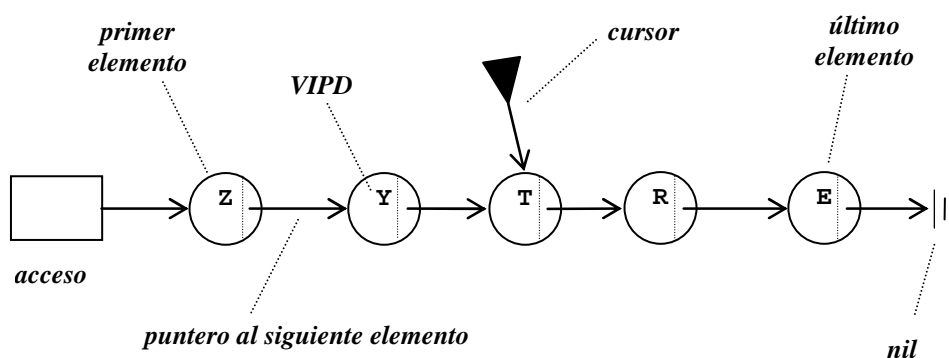 primer
elemento
VIPD
cursor
último
elemento
Z
Y
T
R
E
acceso
puntero al siguiente elemento
nil